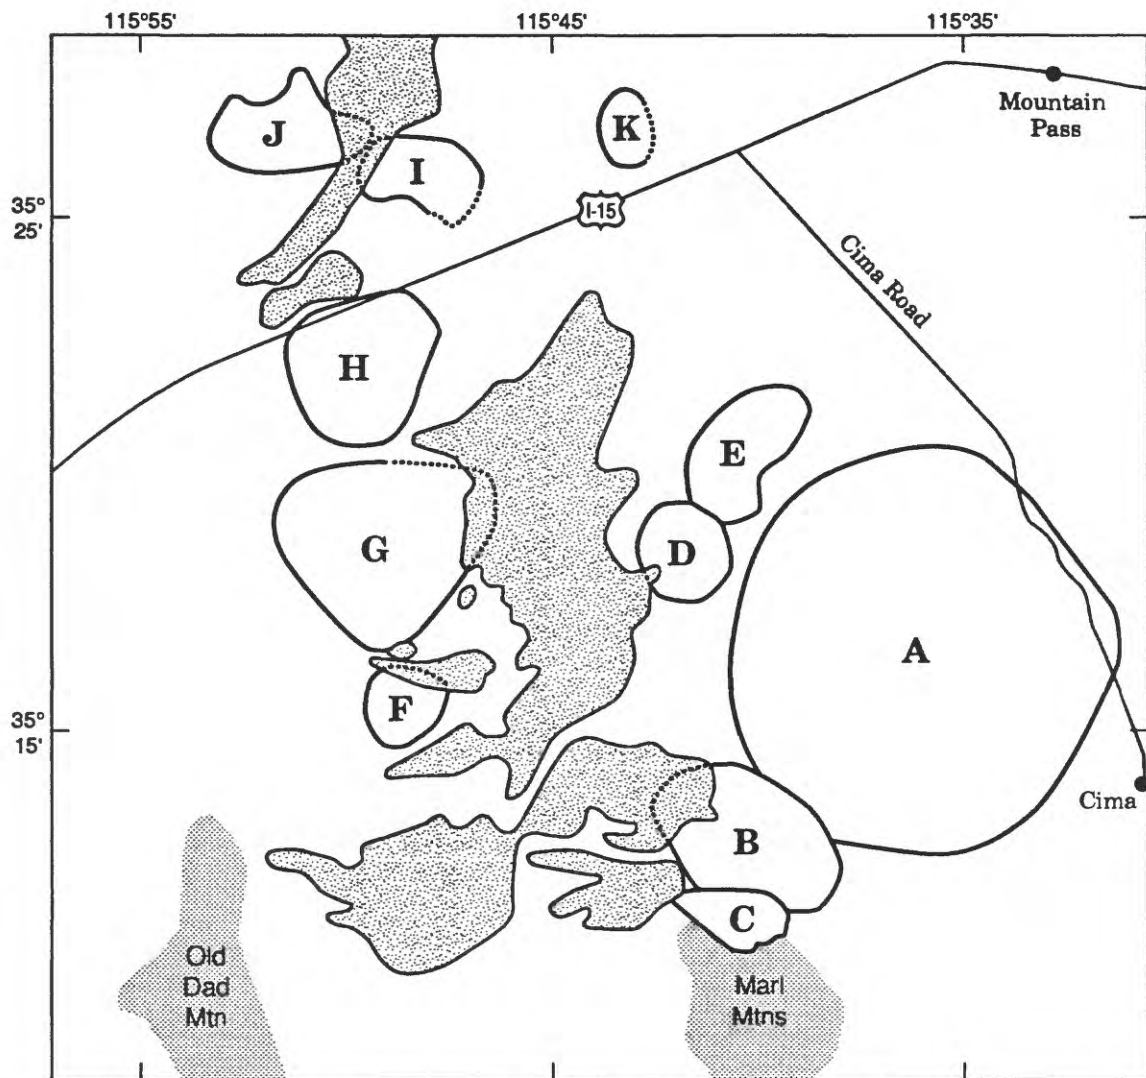 115°55'
115°45'
115°35'
Mountain
Pass
J
K
I
35°
25'
I-15
Cima Road
H
E
G
D
A
F
35°
15'
Cima
B
C
Old
Dad
Mtn
Marl
Mtns